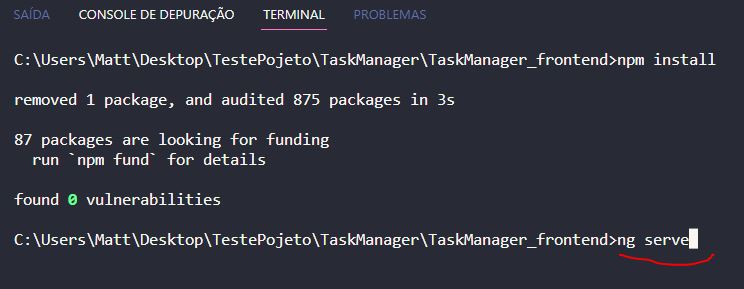 SAÍDA CONSOLE DE DEPURAÇÃO TERMINAL PROBLEMAS
C:\Users\Matt\Desktop\TestePojeto\TaskManager\TaskManager_frontend>npm install
removed 1 package, and audited 875 packages in 3s
87 packages are looking for funding
run `npm fund` for details
found 0 vulnerabilities
C:\Users\Matt\Desktop\TestePojeto\TaskManager\TaskManager_frontend>ng serve